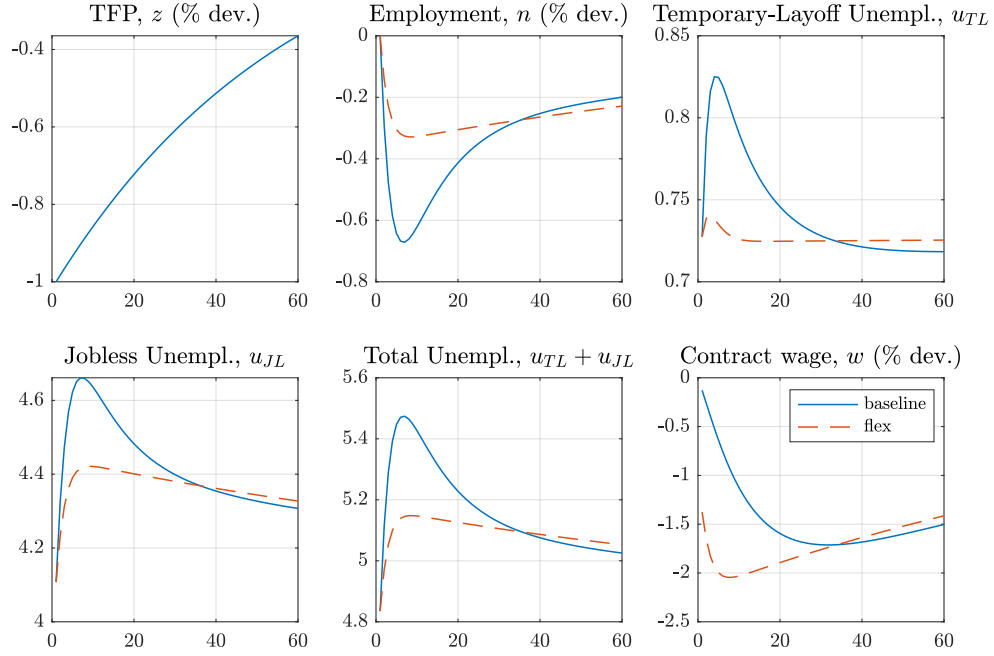 TFP, z (% dev.)
-0.4
-0.6
-0.8
-1
0 20 40 60
Employment, n (% dev.)
0
-0.2
-0.4
-0.6
-0.8
0 20 40 60
Temporary-Layoff Unempl., u_TL
0.85
0.8
0.75
0.7
0 20 40 60
Jobless Unempl., u_JL
4.6
4.4
4.2
4
0 20 40 60
Total Unempl., u_TL + u_JL
5.6
5.4
5.2
5
4.8
0 20 40 60
Contract wage, w (% dev.)
0
-0.5
-1
-1.5
-2
-2.5
0 20 40 60
baseline
flex